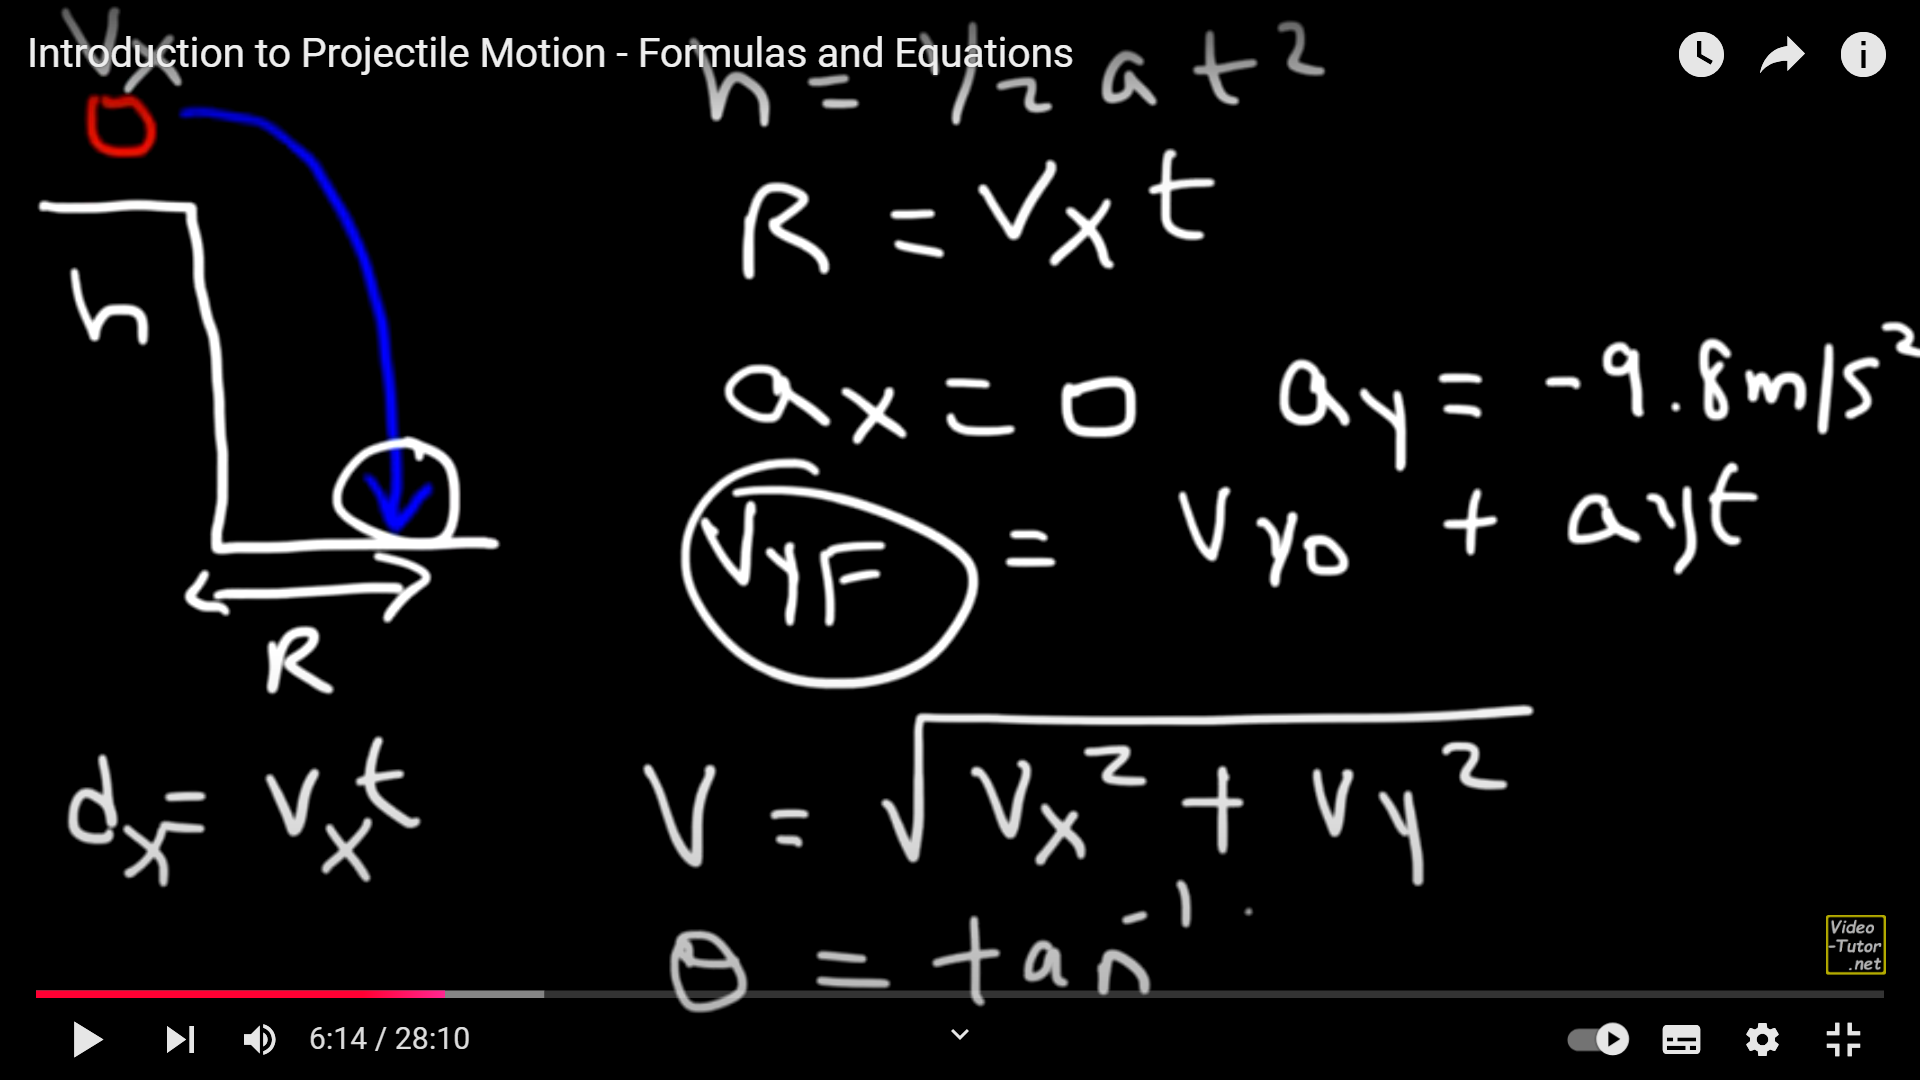 Introduction to Projectile Motion - Formulas and Equations
Vx
h = 1/2 at²
R = Vx t
h
ax = 0 ay = -9.8m/s²
VyF = Vy0 + ayt
R
dx = Vx t
V = √Vx² + Vy²
θ = tan⁻¹
Video
-Tutor
.net
6:14 / 28:10